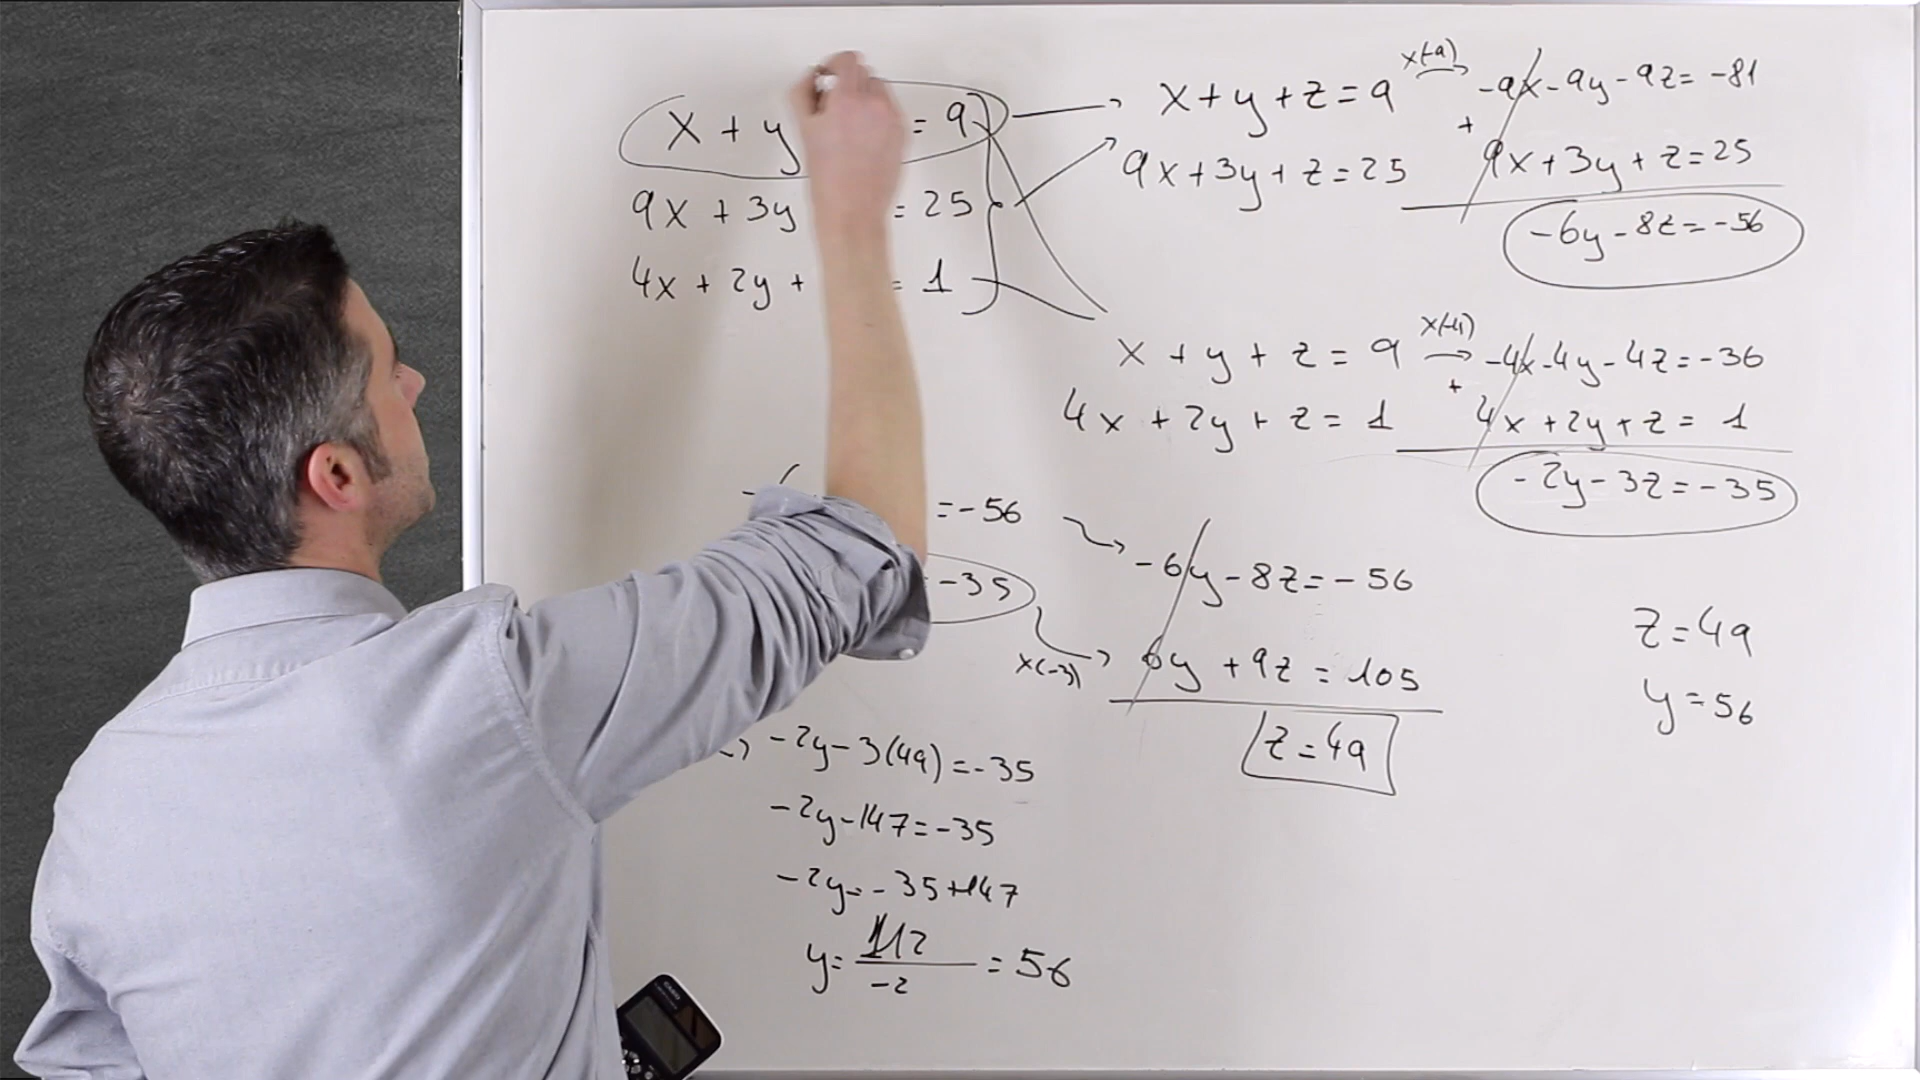 x + y = 9
9x + 3y = 25
4x + 2y + = 1
x + y + z = 9 x(-9) -9x - 9y - 9z = -81
+
9x + 3y + z = 25 9x + 3y + z = 25
-6y - 8z = -56
x + y + z = 9 x(-4) -4x - 4y - 4z = -36
+
4x + 2y + z = 1 4x + 2y + z = 1
-2y - 3z = -35
= -56
-35
x(-3)
-6y - 8z = -56
6y + 9z = 105
z = 49
-2y - 3(49) = -35
-2y - 147 = -35
-2y = -35 + 147
y = 112 / -2 = 56
z = 49
y = 56
CASIO